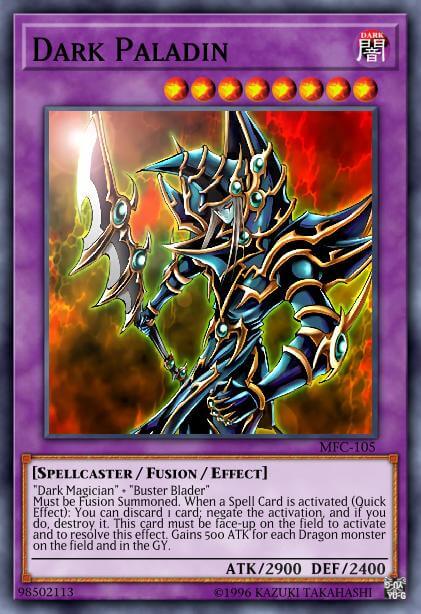 DARK PALADIN
DARK
闇
MFC-105
[SPELLCASTER / FUSION / EFFECT]
"Dark Magician" + "Buster Blader"
Must be Fusion Summoned. When a Spell Card is activated (Quick
Effect): You can discard 1 card; negate the activation, and if you
do, destroy it. This card must be face-up on the field to activate
and to resolve this effect. Gains 500 ATK for each Dragon monster
on the field and in the GY.
ATK/2900 DEF/2400
98502113
©1996 KAZUKI TAKAHASHI